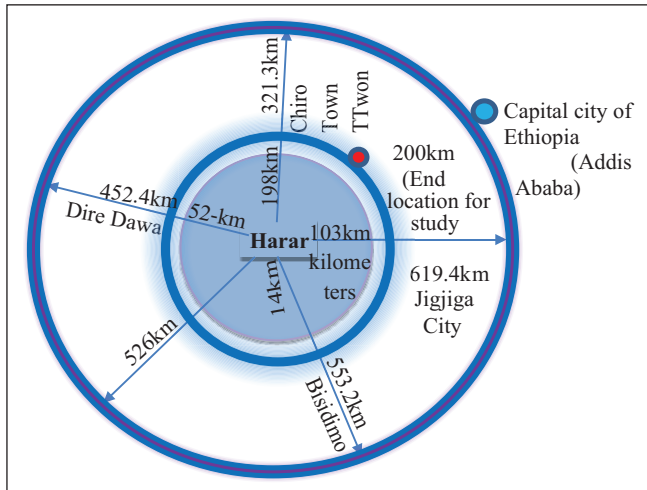 321.3km
198km
Chiro
Town
TTwon
Capital city of
Ethiopia
(Addis
Ababa)
200km
(End
location for
study
452.4km
Dire Dawa
52-km
Harar
103km
kilome
ters
14km
619.4km
Jigjiga
City
526km
553.2km
Bisidimo